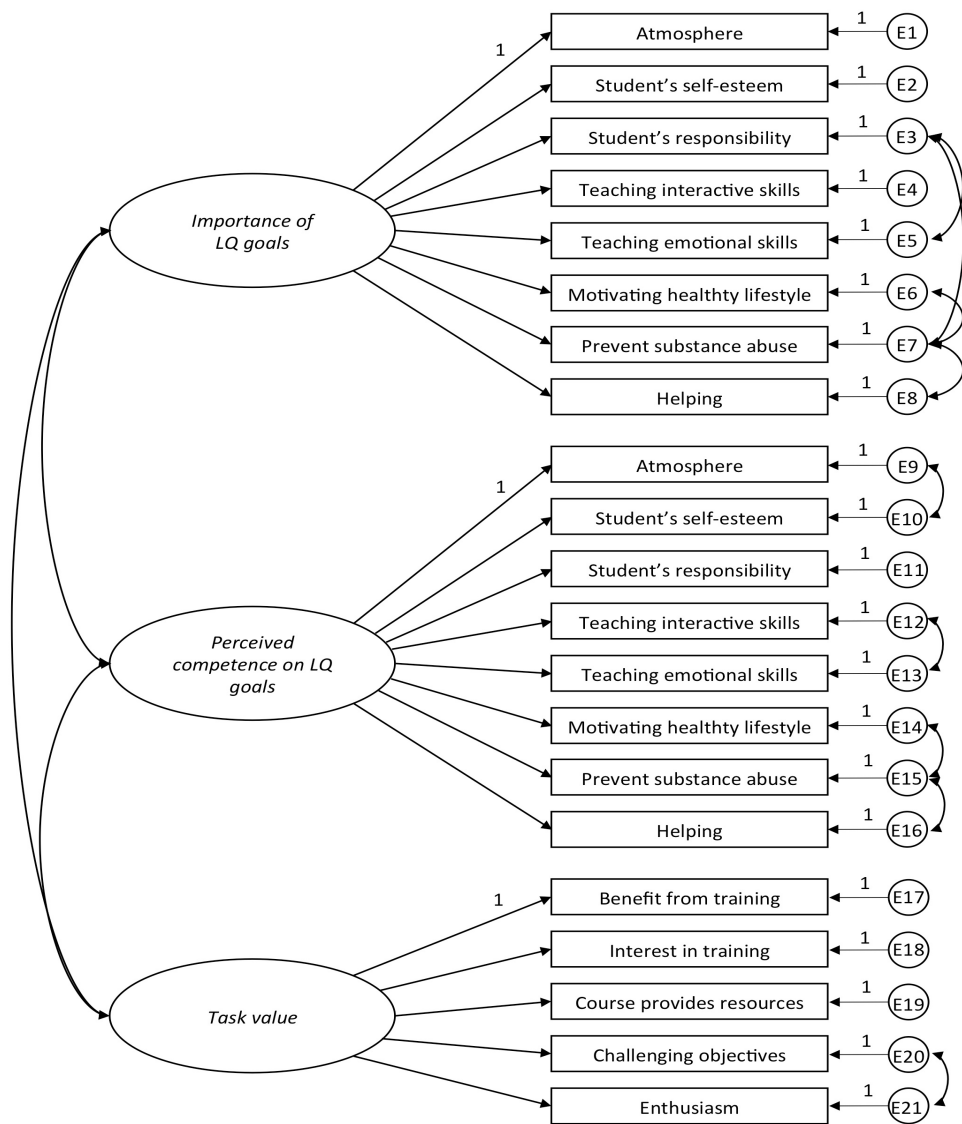 Atmosphere
1
E1
1
Student’s self-esteem
1
E2
Student’s responsibility
1
E3
Teaching interactive skills
1
E4
Importance of
LQ goals
Teaching emotional skills
1
E5
Motivating healthty lifestyle
1
E6
Prevent substance abuse
1
E7
Helping
1
E8
Atmosphere
1
E9
1
Student’s self-esteem
1
E10
Student’s responsibility
1
E11
Teaching interactive skills
1
E12
Perceived
competence on LQ
goals
Teaching emotional skills
1
E13
Motivating healthty lifestyle
1
E14
Prevent substance abuse
1
E15
Helping
1
E16
Benefit from training
1
E17
1
Interest in training
1
E18
Task value
Course provides resources
1
E19
Challenging objectives
1
E20
Enthusiasm
1
E21